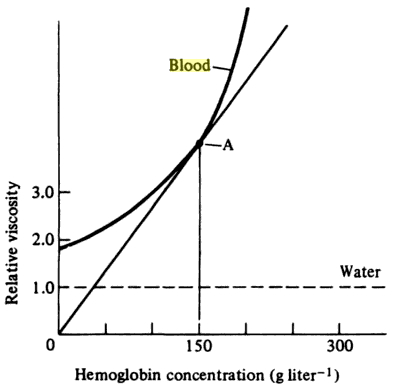 Blood
A
3.0
2.0
1.0
Relative viscosity
Water
0 150 300
Hemoglobin concentration (g liter⁻¹)